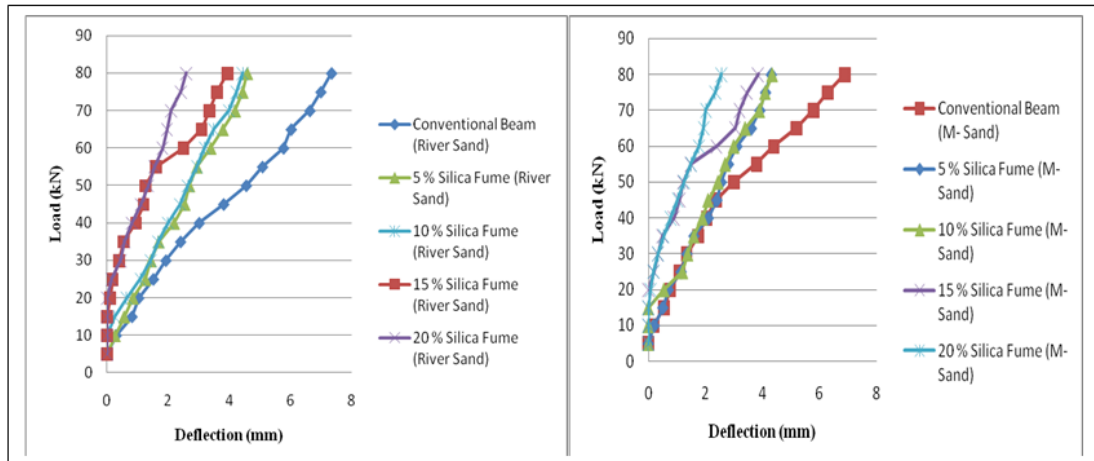 90
80
70
60
50
40
30
20
10
0
Load (kN)
0 2 4 6 8
Deflection (mm)
Conventional Beam
(River Sand)
5 % Silica Fume (River
Sand)
10 % Silica Fume
(River Sand)
15 % Silica Fume
(River Sand)
20 % Silica Fume
(River Sand)
90
80
70
60
50
40
30
20
10
0
Load (kN)
0 2 4 6 8
Deflection (mm)
Conventional Beam
(M- Sand)
5 % Silica Fume (M-
Sand)
10 % Silica Fume (M-
Sand)
15 % Silica Fume (M-
Sand)
20 % Silica Fume (M-
Sand)